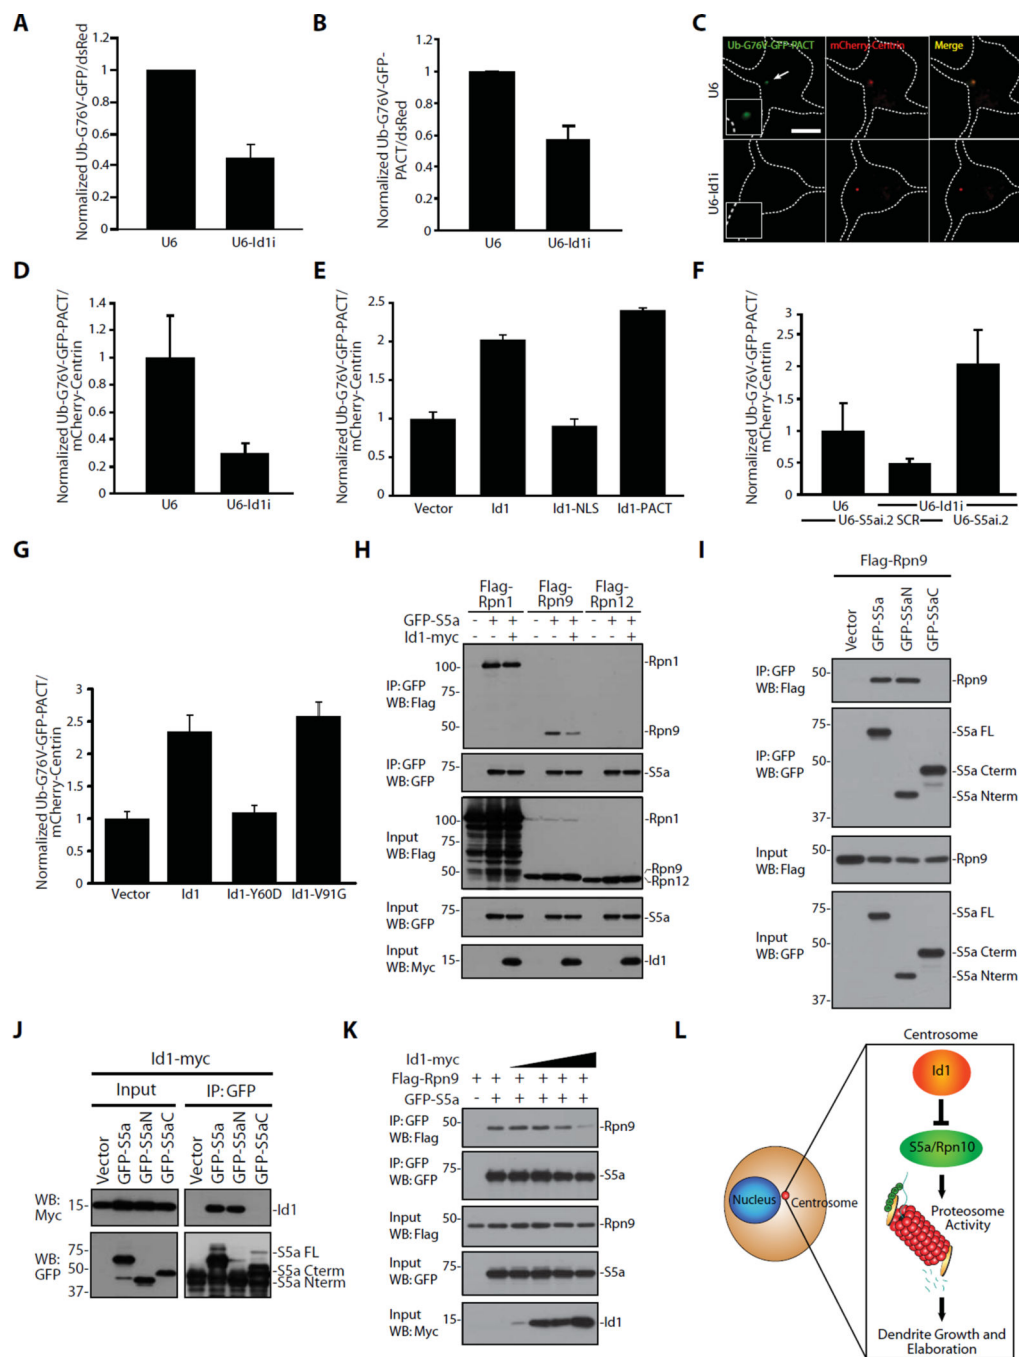 A
Normalized Ub-G76V-GFP/dsRed
1.2
1
0.8
0.6
0.4
0.2
0
U6
U6-Id1i
B
Normalized Ub-G76V-GFP-
PACT/dsRed
1.2
1
0.8
0.6
0.4
0.2
0
U6
U6-Id1i
C
Ub-G76V-GFP-PACT
mCherry-Centrin
Merge
U6
U6-Id1i
D
Normalized Ub-G76V-GFP-PACT/
mCherry-Centrin
1.4
1.2
1
0.8
0.6
0.4
0.2
0
U6
U6-Id1i
E
Normalized Ub-G76V-GFP-PACT/
mCherry-Centrin
2.5
2
1.5
1
0.5
0
Vector
Id1
Id1-NLS
Id1-PACT
F
Normalized Ub-G76V-GFP-PACT/
mCherry-Centrin
3
2.5
2
1.5
1
0.5
0
U6
U6-Id1i
U6-S5ai.2 SCR
U6-S5ai.2
G
Normalized Ub-G76V-GFP-PACT/
mCherry-Centrin
3
2.5
2
1.5
1
0.5
0
Vector
Id1
Id1-Y60D
Id1-V91G
H
Flag-
Rpn1
Flag-
Rpn9
Flag-
Rpn12
GFP-S5a - + + - + + - + +
Id1-myc - - + - - + - - +
IP:GFP
WB:Flag
100-
75-
50-
-Rpn1
-Rpn9
IP:GFP
WB:GFP
75-
-S5a
Input
WB:Flag
100-
75-
50-
-Rpn1
Rpn9
Rpn12
Input
WB:GFP
75-
-S5a
Input
WB:Myc
15-
-Id1
I
Flag-Rpn9
Vector
GFP-S5a
GFP-S5aN
GFP-S5aC
IP:GFP
WB:Flag
50-
-Rpn9
IP:GFP
WB:GFP
75-
50-
37-
-S5a FL
-S5a Cterm
-S5a Nterm
Input
WB:Flag
50-
-Rpn9
Input
WB:GFP
75-
50-
37-
-S5a FL
-S5a Cterm
-S5a Nterm
J
Id1-myc
Input
IP:GFP
Vector
GFP-S5a
GFP-S5aN
GFP-S5aC
Vector
GFP-S5a
GFP-S5aN
GFP-S5aC
WB:
Myc
15-
-Id1
WB:
GFP
75-
50-
37-
-S5a FL
-S5a Cterm
-S5a Nterm
K
Id1-myc
Flag-Rpn9 + + + + + +
GFP-S5a - + + + + +
IP:GFP
WB:Flag
50-
-Rpn9
IP:GFP
WB:GFP
75-
-S5a
Input
WB:Flag
50-
-Rpn9
Input
WB:GFP
75-
-S5a
Input
WB:Myc
15-
-Id1
L
Centrosome
Id1
S5a/Rpn10
Nucleus
Centrosome
Proteosome
Activity
Dendrite Growth and
Elaboration